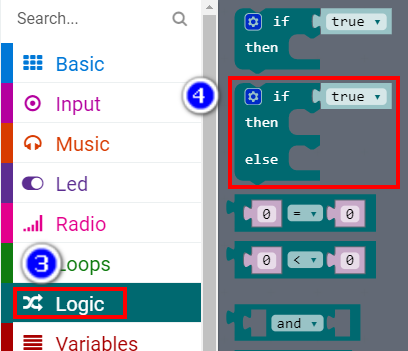 Search...
Basic
Input
Music
Led
Radio
3
Loops
Logic
Variables
if true
then
4
if true
then
else
0 = 0
0 < 0
and